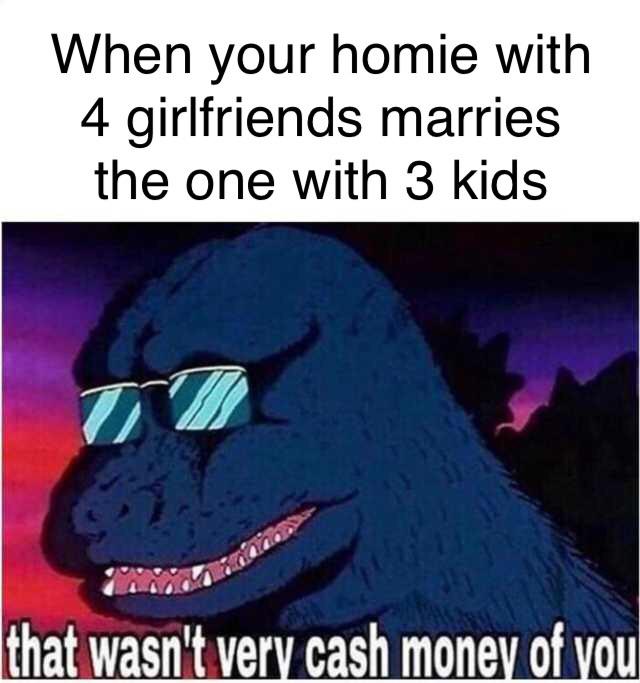 When your homie with
4 girlfriends marries
the one with 3 kids
that wasn't very cash money of you